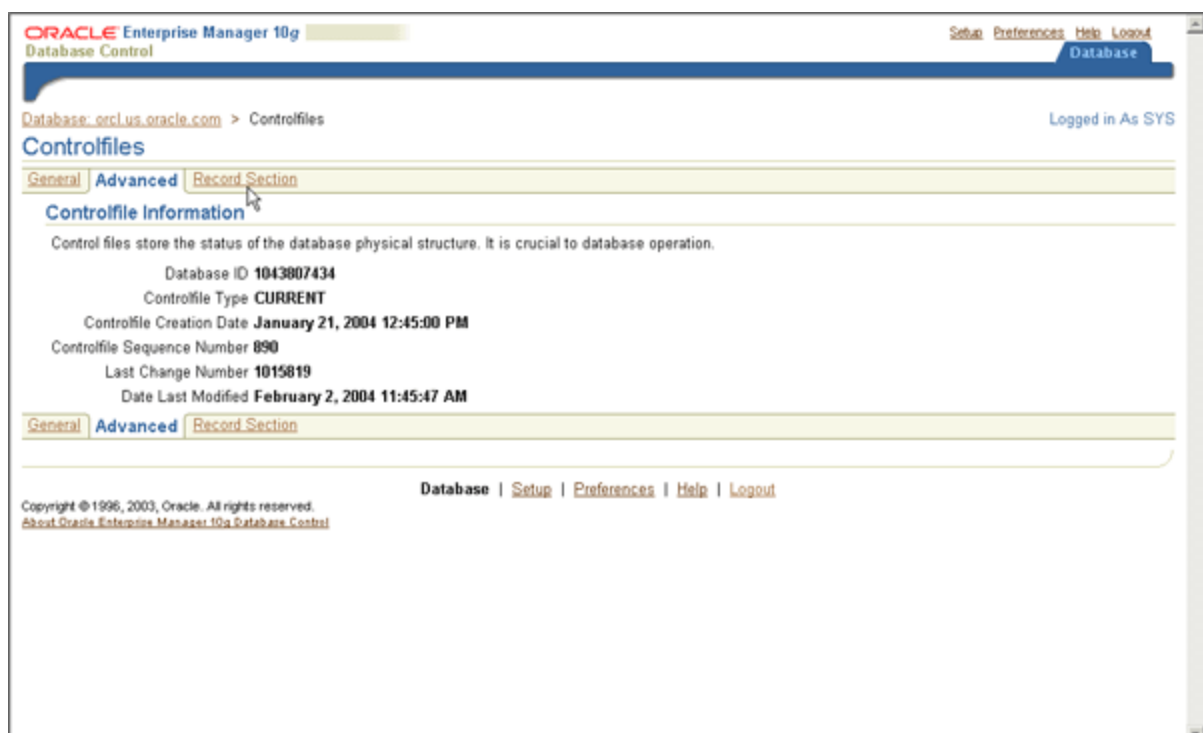 ORACLE Enterprise Manager 10g
Database Control
Setup Preferences Help Logout
Database
Database: orcl.us.oracle.com > Controlfiles
Logged in As SYS
Controlfiles
General Advanced Record Section
Controlfile Information
Control files store the status of the database physical structure. It is crucial to database operation.
Database ID 1043807434
Controlfile Type CURRENT
Controlfile Creation Date January 21, 2004 12:45:00 PM
Controlfile Sequence Number 890
Last Change Number 1015819
Date Last Modified February 2, 2004 11:45:47 AM
General Advanced Record Section
Database | Setup | Preferences | Help | Logout
Copyright © 1996, 2003, Oracle. All rights reserved.
About Oracle Enterprise Manager 10g Database Control